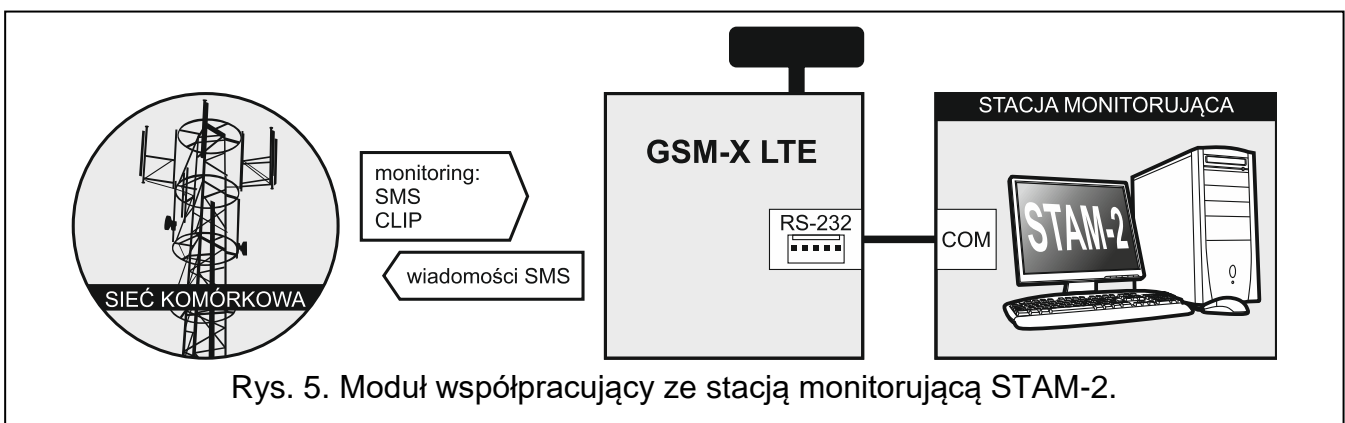 SIEĆ KOMÓRKOWA
monitoring:
SMS
CLIP
wiadomości SMS
GSM-X LTE
RS-232
STACJA MONITORUJĄCA
COM
STAM-2
Rys. 5. Moduł współpracujący ze stacją monitorującą STAM-2.